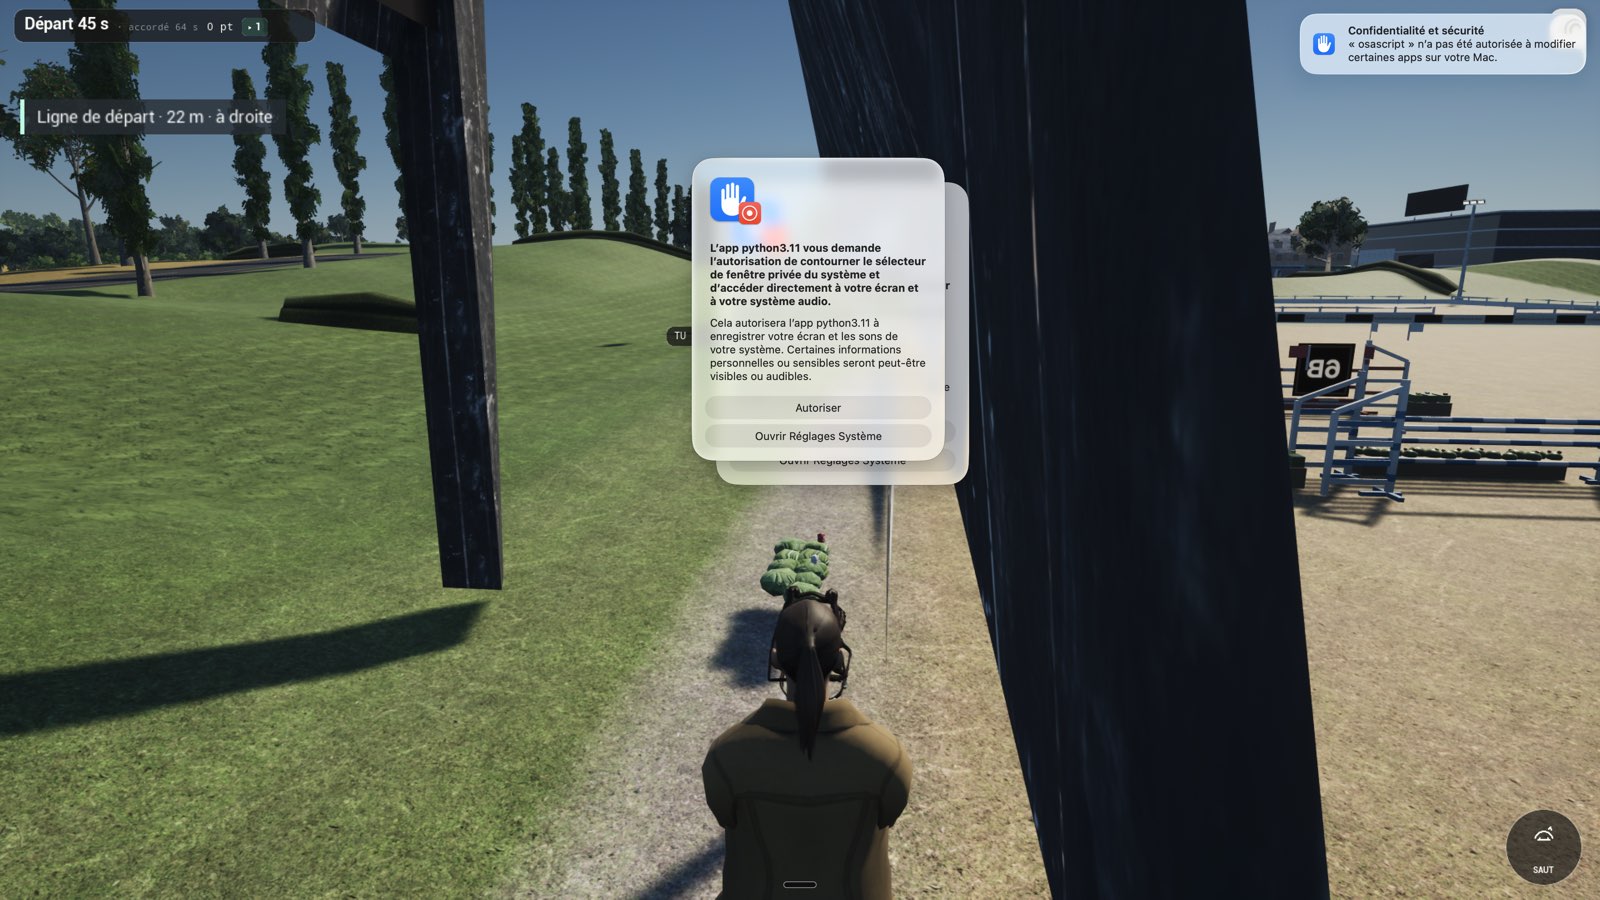 Départ 45 s · accordé 64 s 0 pt ▸1
Ligne de départ · 22 m · à droite
Confidentialité et sécurité
« osascript » n'a pas été autorisée à modifier
certaines apps sur votre Mac.
L'app python3.11 vous demande
l'autorisation de contourner le sélecteur
de fenêtre privée du système et
d'accéder directement à votre écran et
à votre système audio.
Cela autorisera l'app python3.11 à
enregistrer votre écran et les sons de
votre système. Certaines informations
personnelles ou sensibles seront peut-être
visibles ou audibles.
Autoriser
Ouvrir Réglages Système
Ouvrir Réglages Système
TU
SAUT